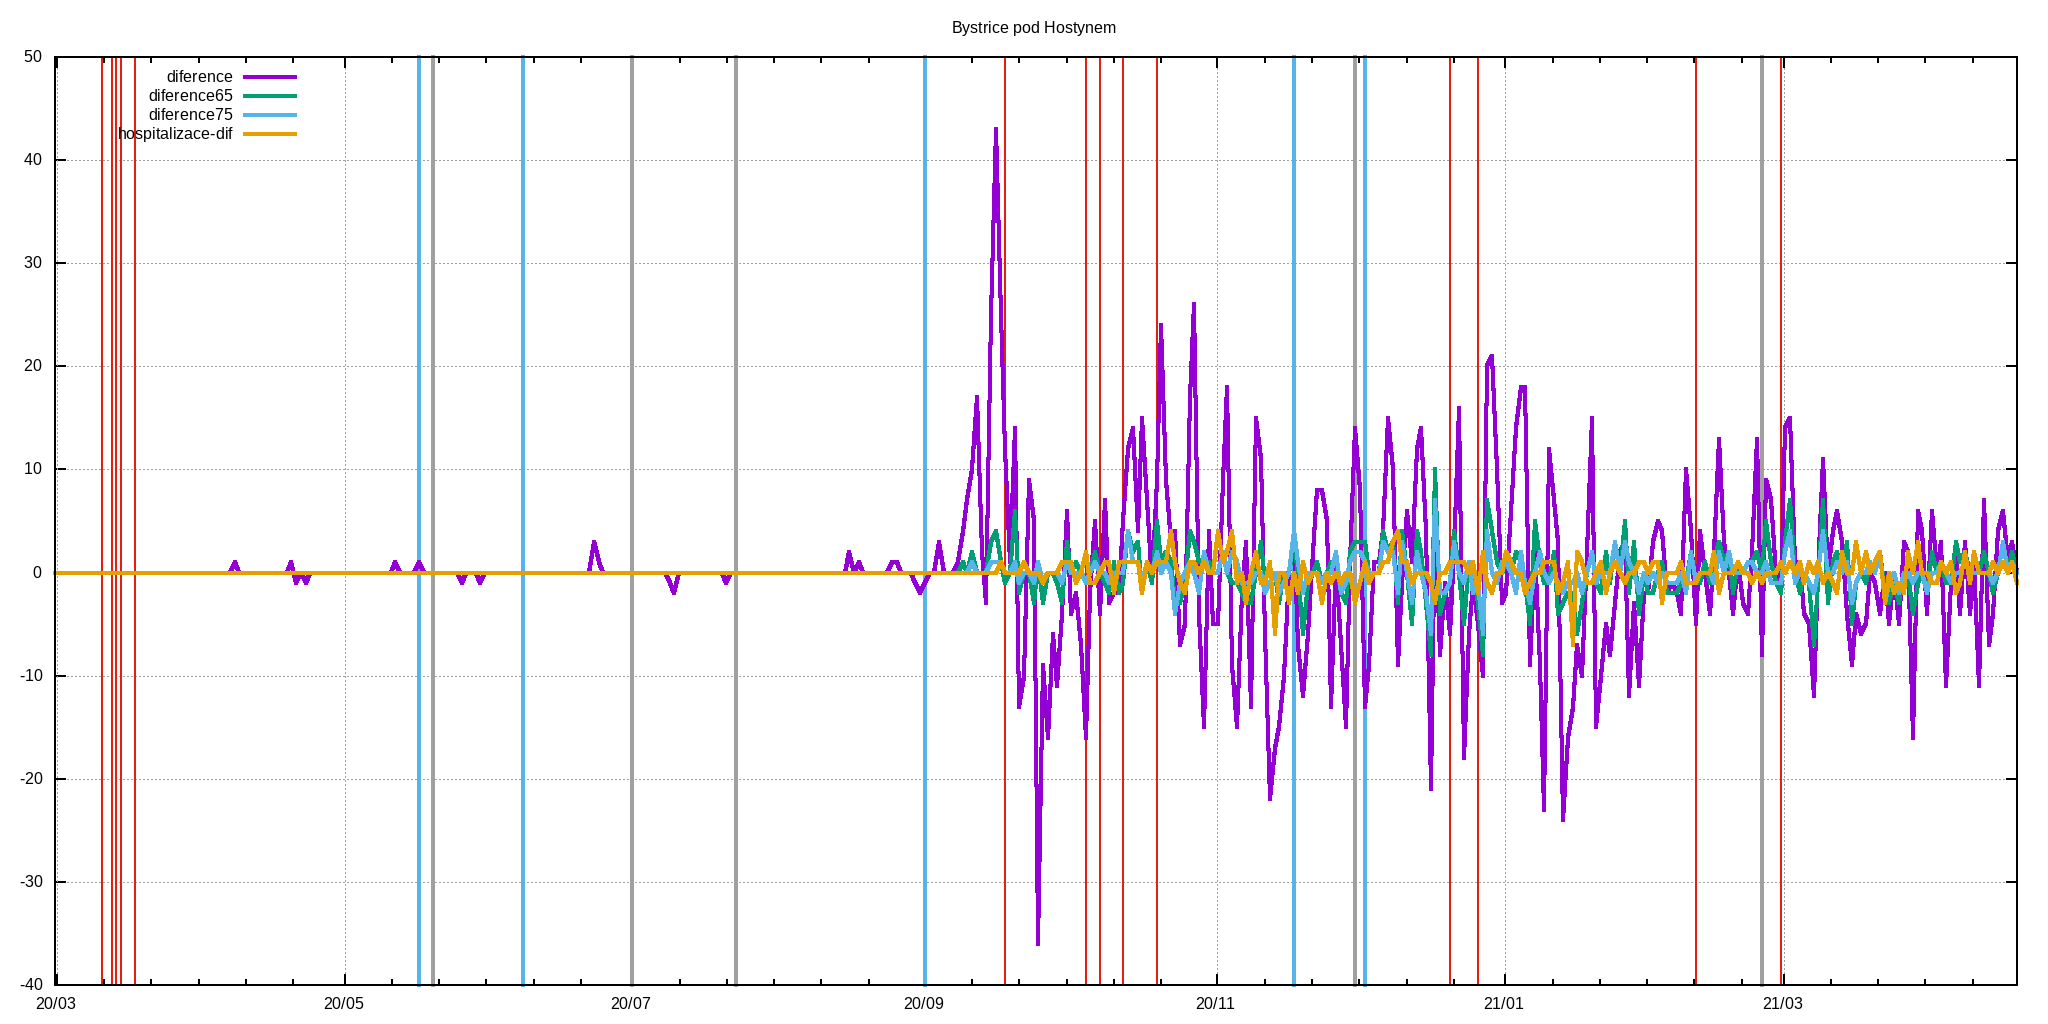 Bystrice pod Hostynem
diference
diference65
diference75
hospitalizace-dif
50
40
30
20
10
0
-10
-20
-30
-40
20/03 20/05 20/07 20/09 20/11 21/01 21/03